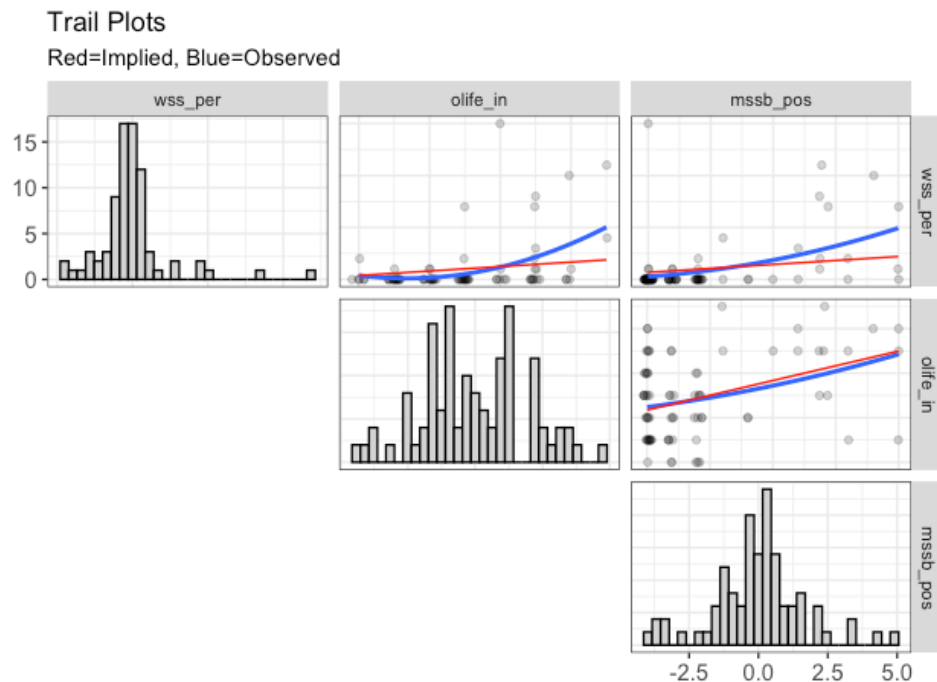 Trail Plots
Red=Implied, Blue=Observed
wss_per
olife_in
mssb_pos
15
10
5
0
wss_per
olife_in
mssb_pos
-2.5
0.0
2.5
5.0